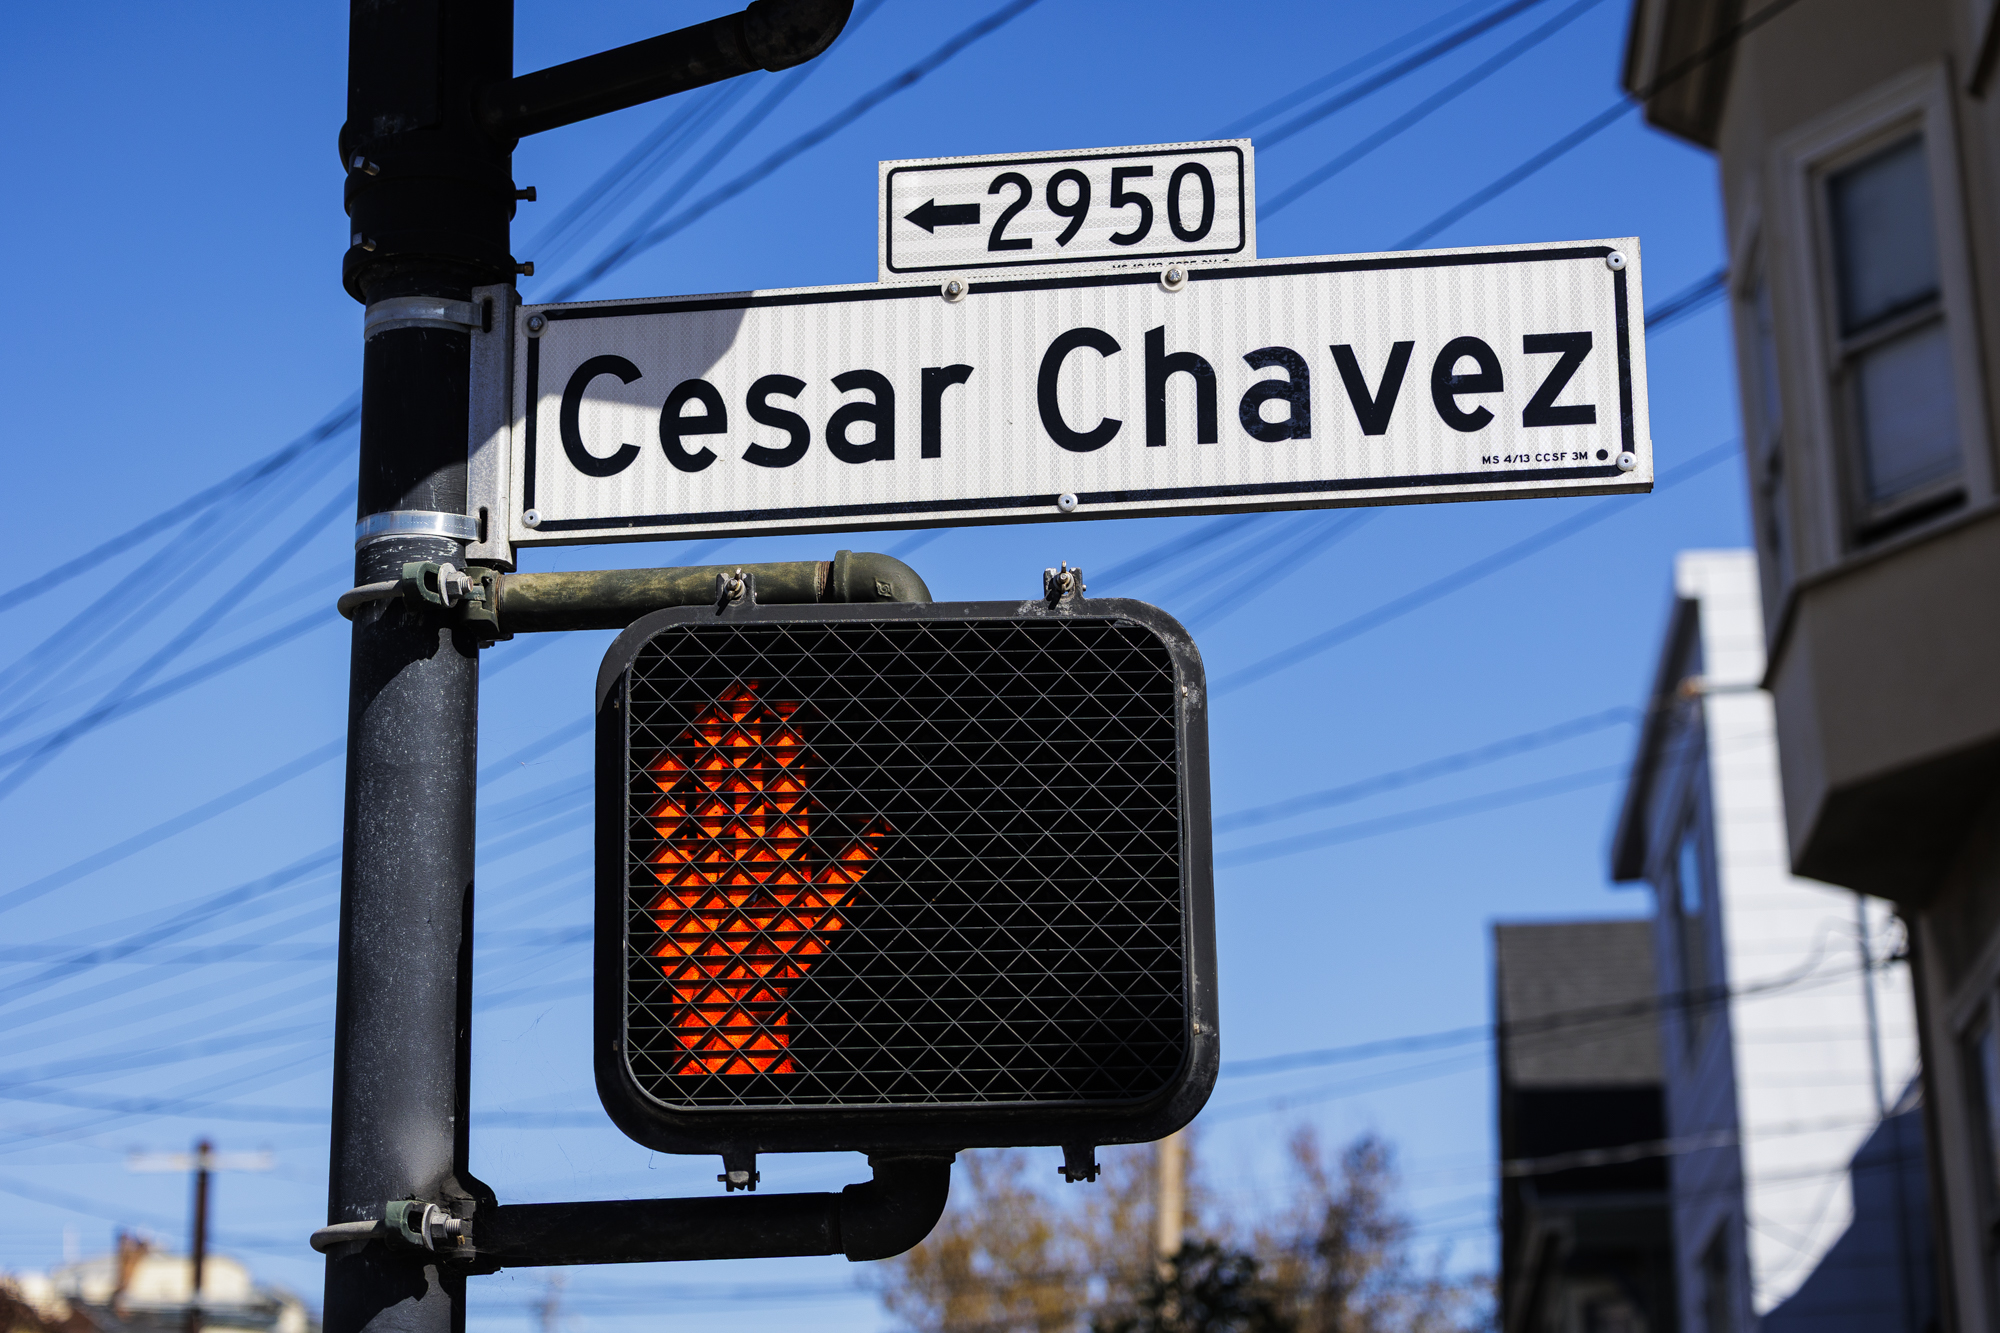 ←2950
Cesar Chavez
MS 4/13 CCSF 3M